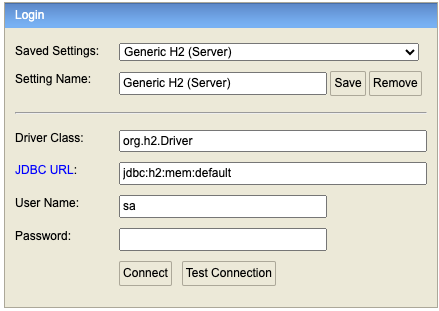 Login
Saved Settings: Generic H2 (Server)
Setting Name: Generic H2 (Server) Save Remove
Driver Class: org.h2.Driver
JDBC URL: jdbc:h2:mem:default
User Name: sa
Password:
Connect Test Connection